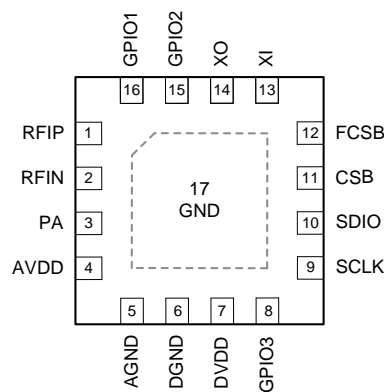 GPIO1 GPIO2 XO XI
16 15 14 13
RFIP 1 12 FCSB
RFIN 2 11 CSB
17
GND
PA 3 10 SDIO
AVDD 4 9 SCLK
5 6 7 8
AGND DGND DVDD GPIO3